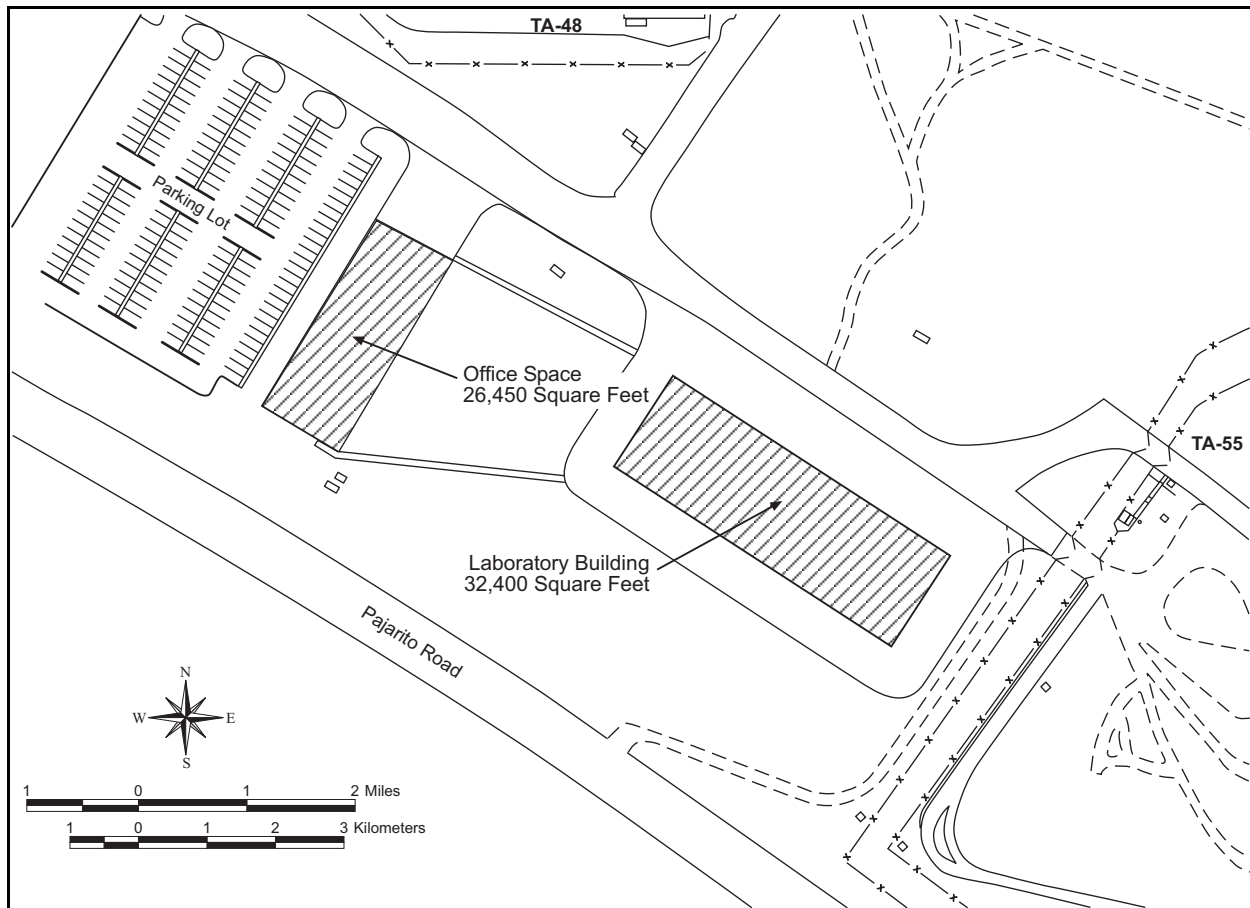 TA-48
Parking Lot
Office Space
26,450 Square Feet
TA-55
Laboratory Building
32,400 Square Feet
Pajarito Road
N
W E
S
1 0 1 2 Miles
1 0 1 2 3 Kilometers